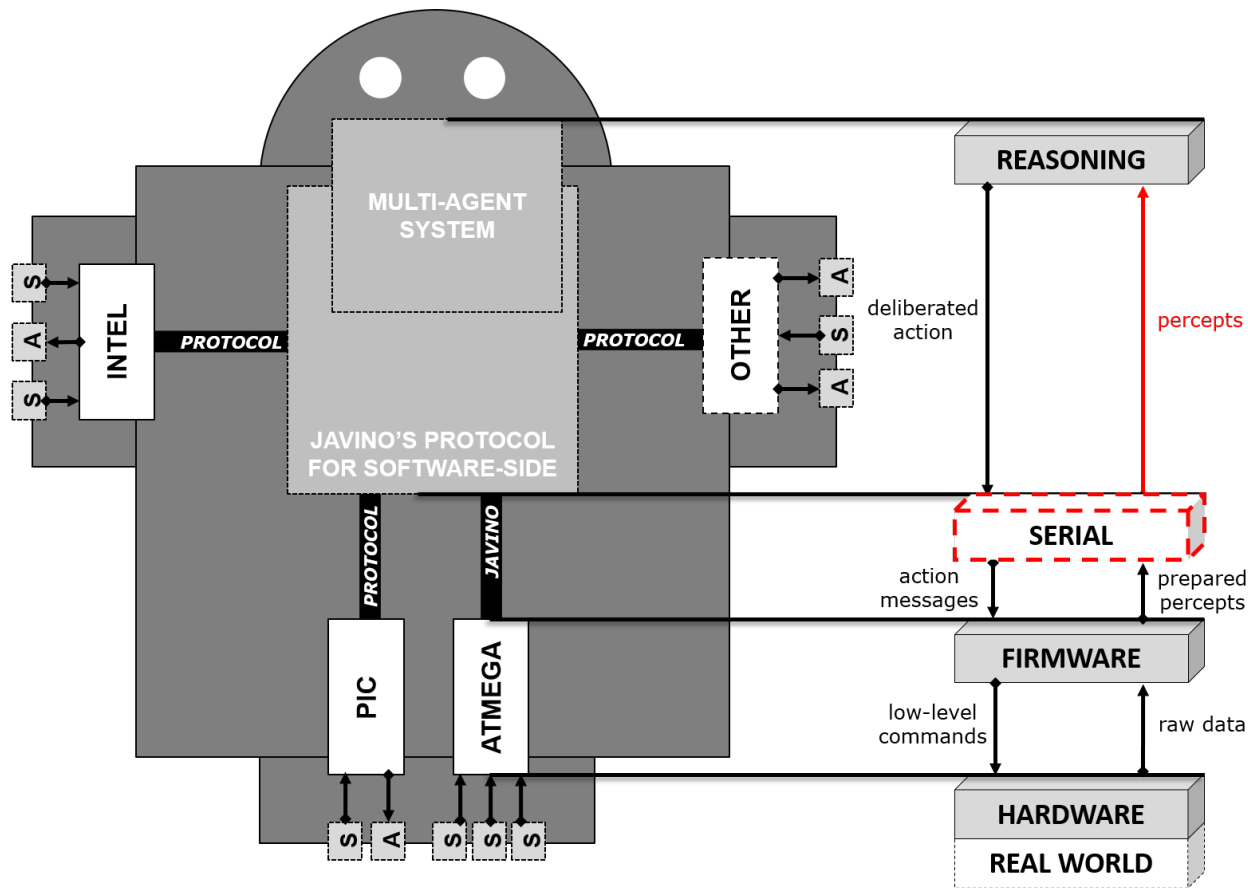 REASONING
MULTI-AGENT
SYSTEM
S
A
S
INTEL
PROTOCOL
PROTOCOL
OTHER
A
S
A
deliberated
action
percepts
JAVINO'S PROTOCOL
FOR SOFTWARE-SIDE
SERIAL
PROTOCOL
JAVINO
action
messages
prepared
percepts
PIC
ATMEGA
FIRMWARE
low-level
commands
raw data
S
A
S
S
S
HARDWARE
REAL WORLD